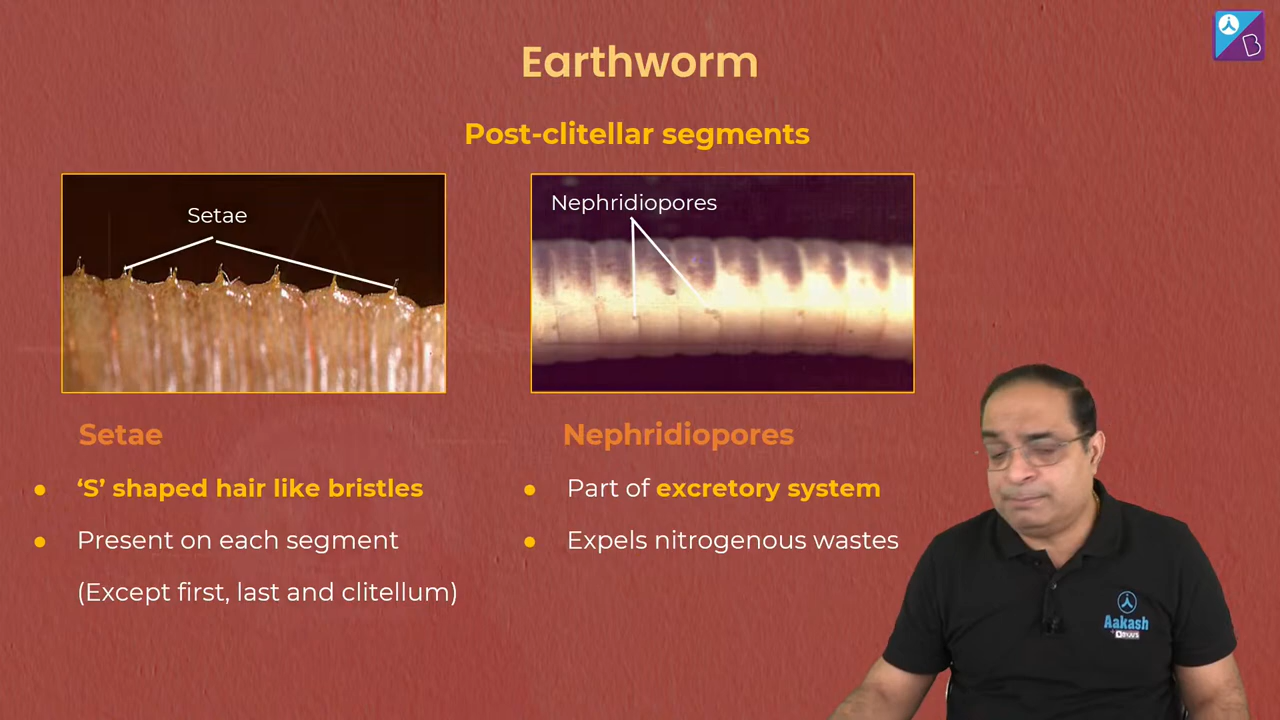 Earthworm
Post-clitellar segments
Setae
Nephridiopores
Setae
‘S’ shaped hair like bristles
Present on each segment
(Except first, last and clitellum)
Nephridiopores
Part of excretory system
Expels nitrogenous wastes
Aakash
+BYJU'S
B